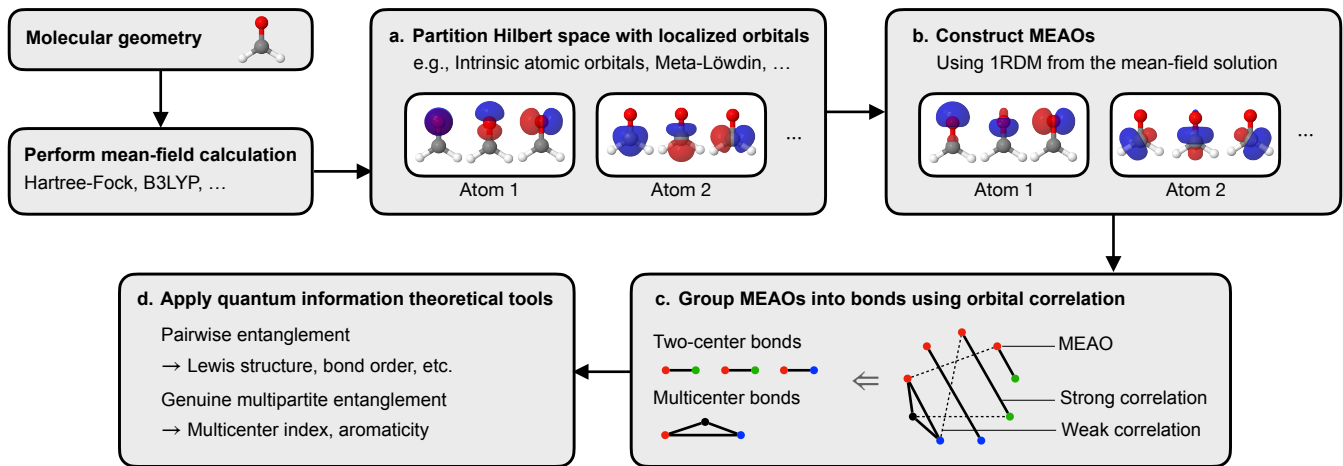 Molecular geometry
Perform mean-field calculation
Hartree-Fock, B3LYP, …
a. Partition Hilbert space with localized orbitals
e.g., Intrinsic atomic orbitals, Meta-Löwdin, …
...
Atom 1
Atom 2
b. Construct MEAOs
Using 1RDM from the mean-field solution
...
Atom 1
Atom 2
c. Group MEAOs into bonds using orbital correlation
Two-center bonds
Multicenter bonds
⇐
MEAO
Strong correlation
Weak correlation
d. Apply quantum information theoretical tools
Pairwise entanglement
→ Lewis structure, bond order, etc.
Genuine multipartite entanglement
→ Multicenter index, aromaticity